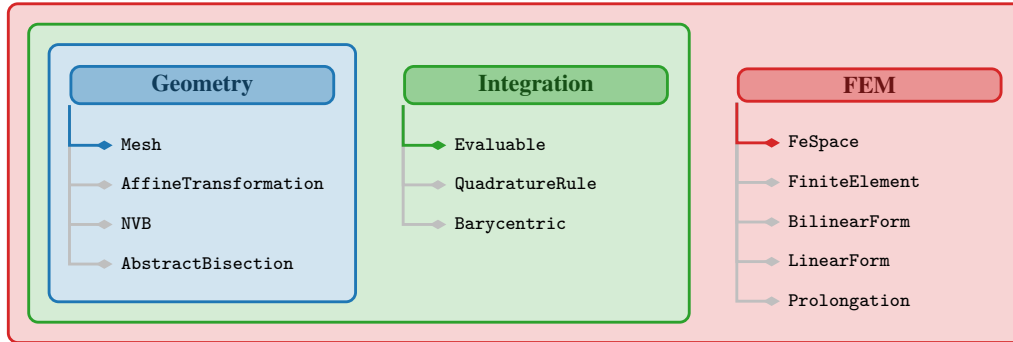 Geometry
Mesh
AffineTransformation
NVB
AbstractBisection
Integration
Evaluable
QuadratureRule
Barycentric
FEM
FeSpace
FiniteElement
BilinearForm
LinearForm
Prolongation